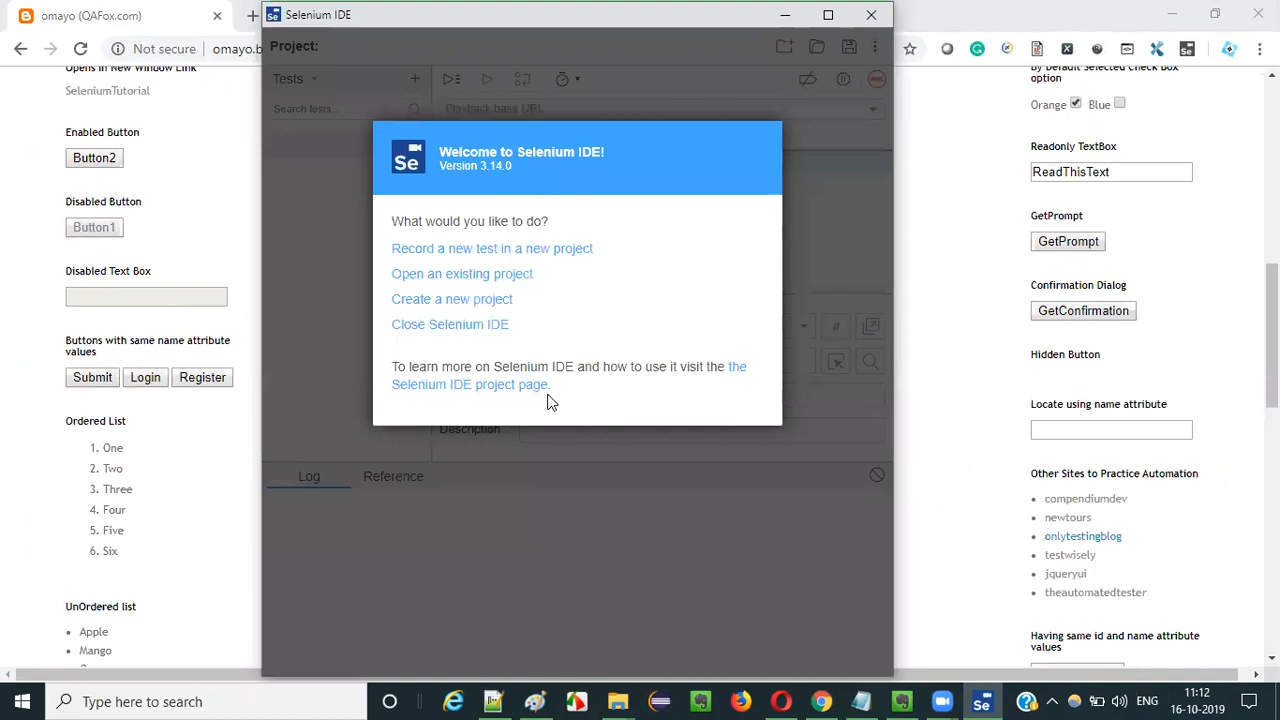 omayo (QAFox.com)
Not secure
omayo.b
Opens in New Window Link
SeleniumTutorial
Enabled Button
Button2
Disabled Button
Button1
Disabled Text Box
Buttons with same name attribute
values
Submit
Login
Register
Ordered List
1. One
2. Two
3. Three
4. Four
5. Five
6. Six
UnOrdered list
Apple
Mango
Selenium IDE
Project:
Tests
Search tests...
Playback base URL
REC
Se
Welcome to Selenium IDE!
Version 3.14.0
What would you like to do?
Record a new test in a new project
Open an existing project
Create a new project
Close Selenium IDE
To learn more on Selenium IDE and how to use it visit the the
Selenium IDE project page.
//
Description
Log
Reference
By Default Selected Check Box
option
Orange
Blue
Readonly TextBox
ReadThisText
GetPrompt
GetPrompt
Confirmation Dialog
GetConfirmation
Hidden Button
Locate using name attribute
Other Sites to Practice Automation
compendiumdev
newtours
onlytestingblog
testwisely
jqueryui
theautomatedtester
Having same id and name attribute
values
Type here to search
Se
ENG
11:12
16-10-2019